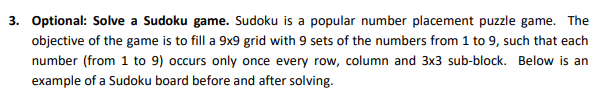 3. Optional: Solve a Sudoku game. Sudoku is a popular number placement puzzle game. The
objective of the game is to fill a 9x9 grid with 9 sets of the numbers from 1 to 9, such that each
number (from 1 to 9) occurs only once every row, column and 3x3 sub-block. Below is an
example of a Sudoku board before and after solving.